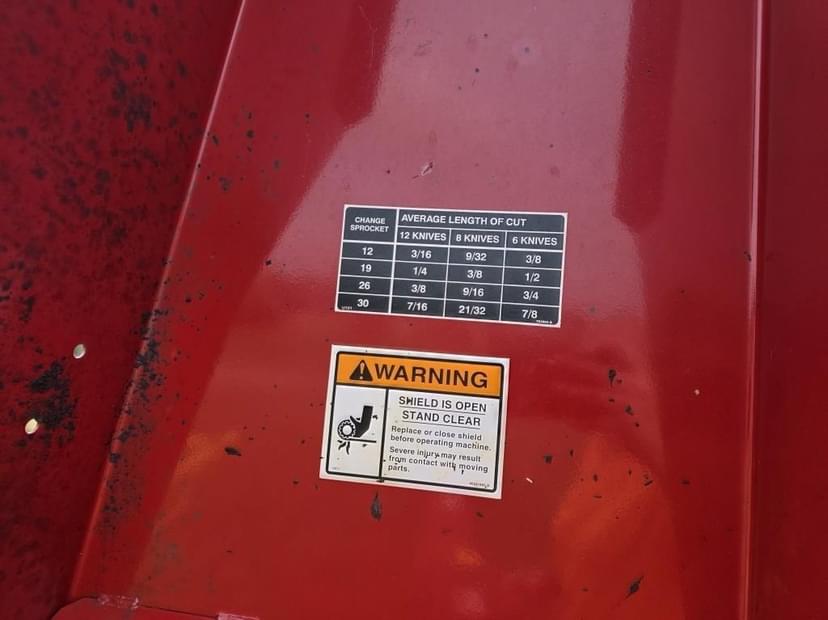 CHANGE SPROCKET AVERAGE LENGTH OF CUT
12 KNIVES 8 KNIVES 6 KNIVES
12 3/16 9/32 3/8
19 1/4 3/8 1/2
26 3/8 9/16 3/4
30 7/16 21/32 7/8
WARNING
SHIELD IS OPEN
STAND CLEAR
Replace or close shield
before operating machine.
Severe injury may result
from contact with moving
parts.